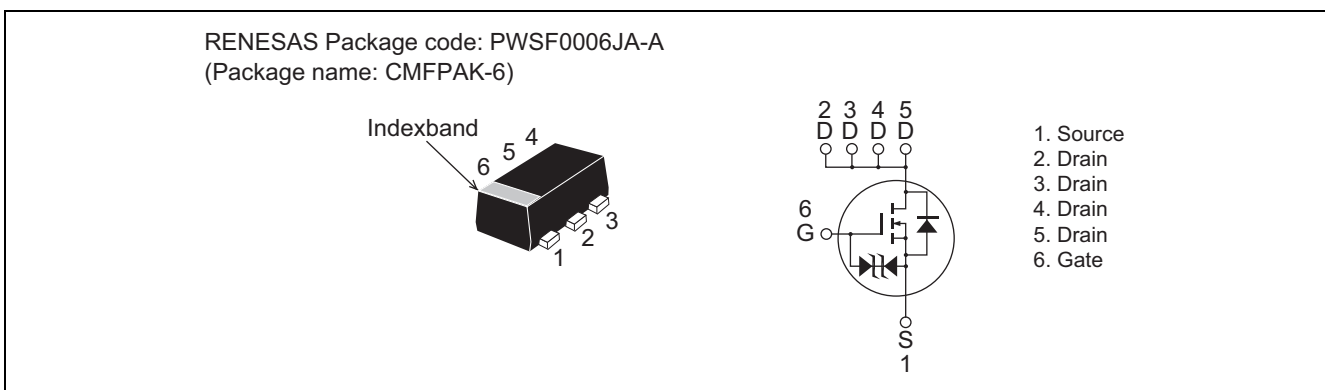 RENESAS Package code: PWSF0006JA-A
(Package name: CMFPAK-6)
Indexband
6 5 4
1 2 3
2 3 4 5
D D D D
6
G
S
1
1. Source
2. Drain
3. Drain
4. Drain
5. Drain
6. Gate